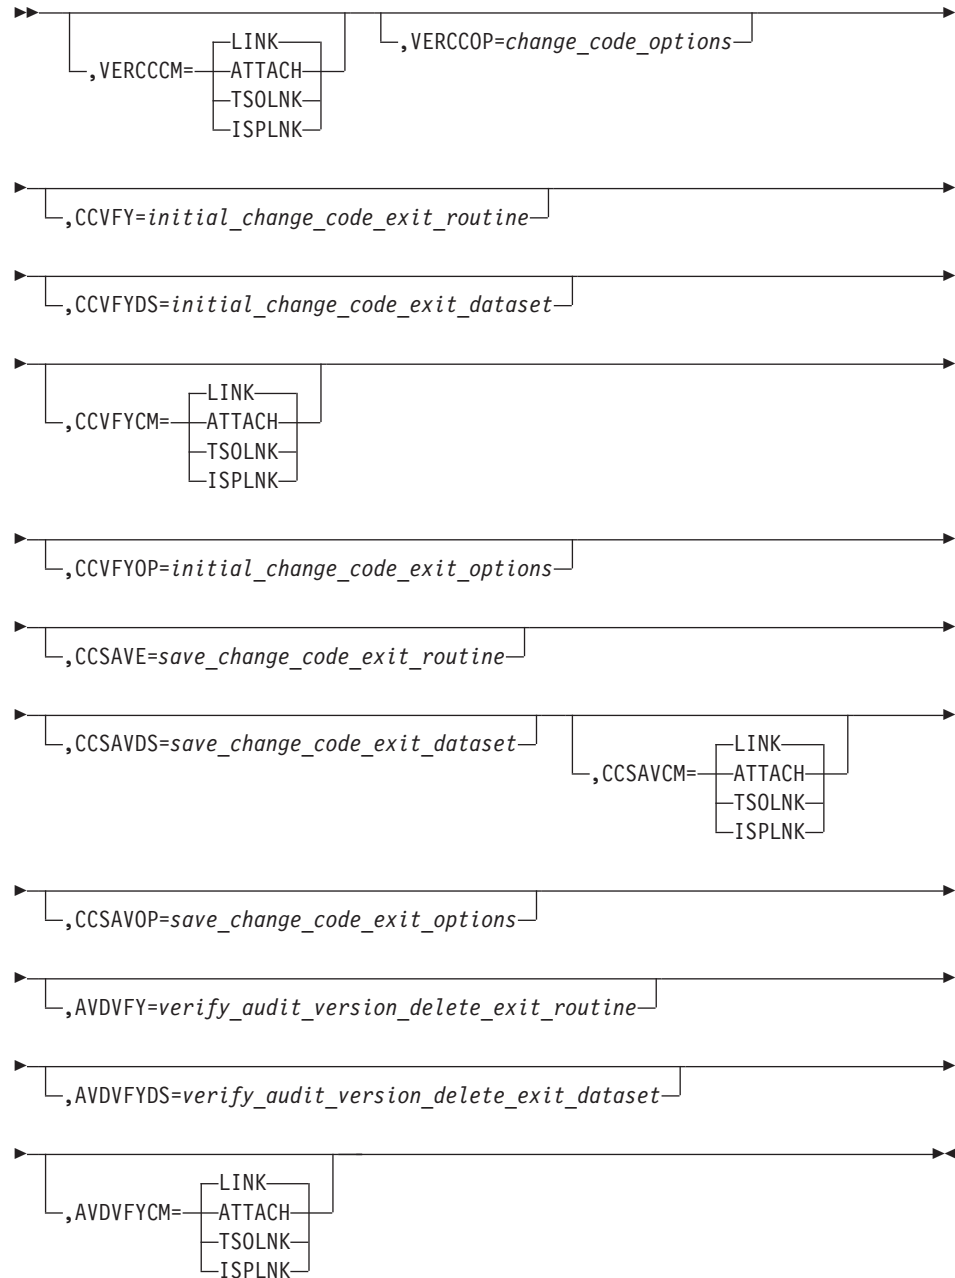 LINK
,VERCCCM= ATTACH
TSOLNK
ISPLNK
,VERCCOP=change_code_options
,CCVFY=initial_change_code_exit_routine
,CCVFYDS=initial_change_code_exit_dataset
LINK
,CCVFYCM= ATTACH
TSOLNK
ISPLNK
,CCVFYOP=initial_change_code_exit_options
,CCSAVE=save_change_code_exit_routine
,CCSAVDS=save_change_code_exit_dataset
LINK
,CCSAVCM= ATTACH
TSOLNK
ISPLNK
,CCSAVOP=save_change_code_exit_options
,AVDVFY=verify_audit_version_delete_exit_routine
,AVDVFYDS=verify_audit_version_delete_exit_dataset
LINK
,AVDVFYCM= ATTACH
TSOLNK
ISPLNK